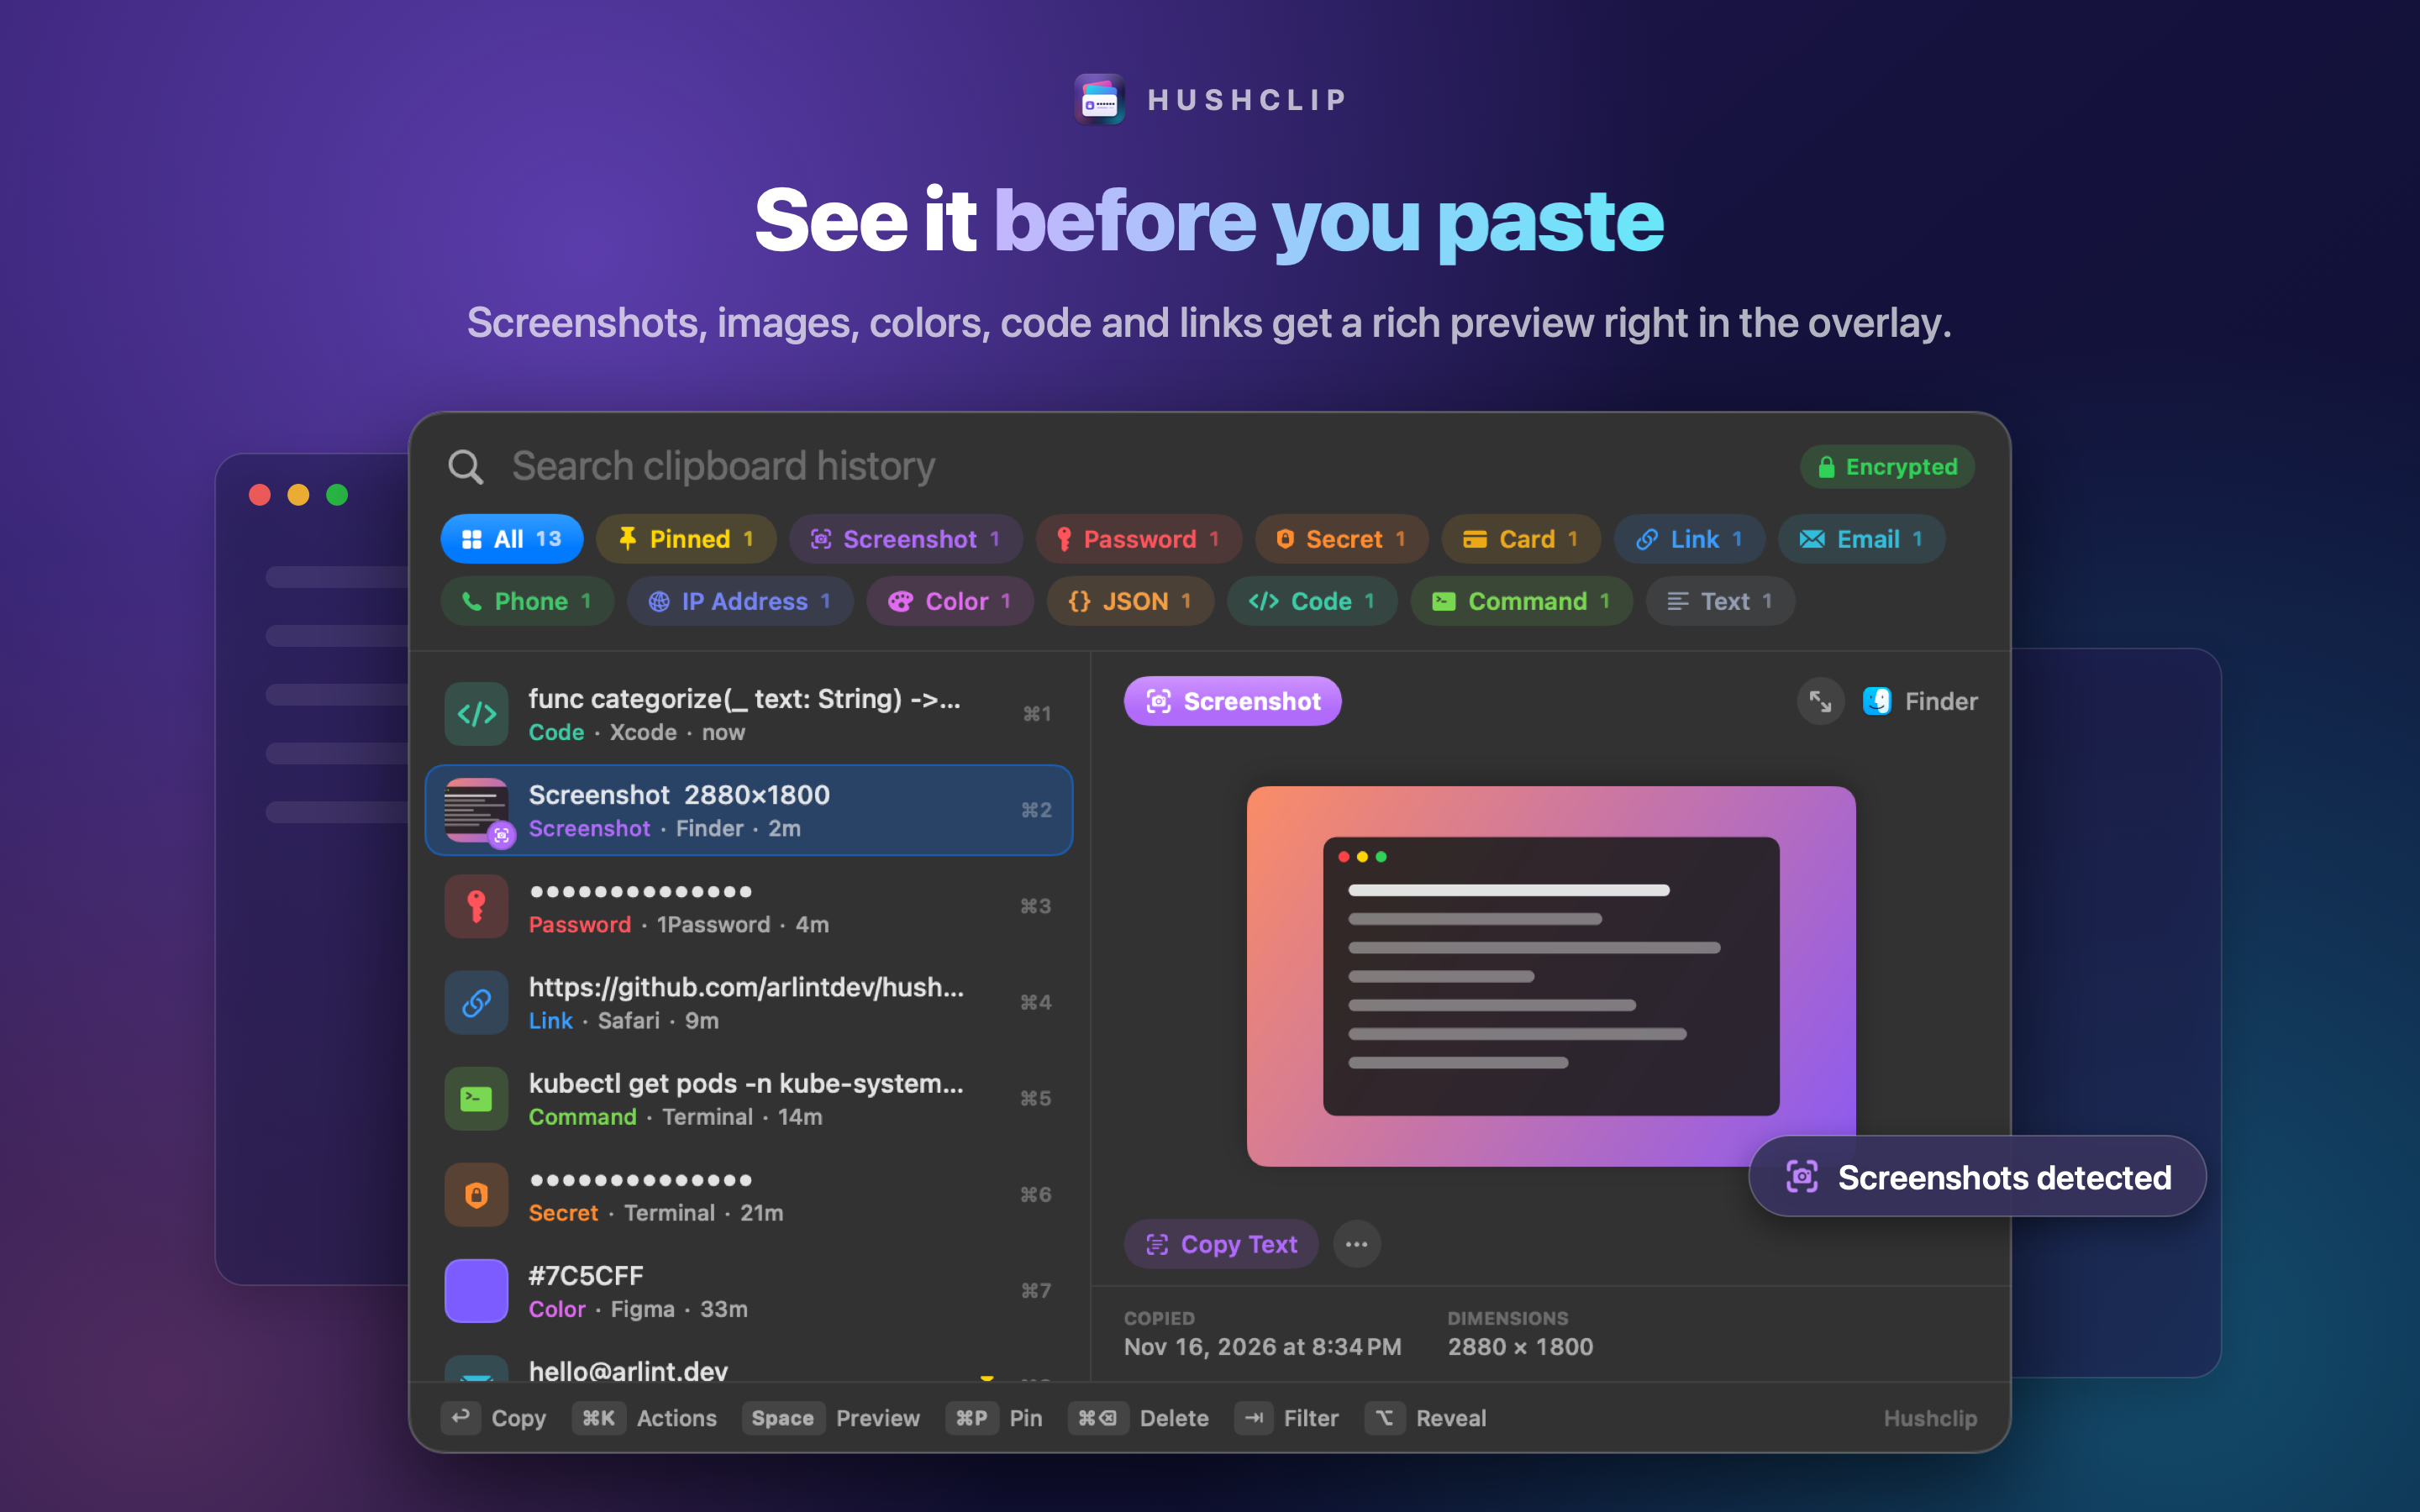 HUSHCLIP
See it before you paste
Screenshots, images, colors, code and links get a rich preview right in the overlay.
Search clipboard history
Encrypted
All 13
Pinned 1
Screenshot 1
Password 1
Secret 1
Card 1
Link 1
Email 1
Phone 1
IP Address 1
Color 1
{} JSON 1
</> Code 1
Command 1
Text 1
</>
func categorize(_ text: String) ->...
Code · Xcode · now
⌘1
Screenshot 2880×1800
Screenshot · Finder · 2m
⌘2
●●●●●●●●●●●●●●
Password · 1Password · 4m
⌘3
https://github.com/arlintdev/hush...
Link · Safari · 9m
⌘4
kubectl get pods -n kube-system...
Command · Terminal · 14m
⌘5
●●●●●●●●●●●●●●
Secret · Terminal · 21m
⌘6
#7C5CFF
Color · Figma · 33m
⌘7
hello@arlint.dev
Screenshot
Finder
Screenshots detected
Copy Text
COPIED
Nov 16, 2026 at 8:34 PM
DIMENSIONS
2880 × 1800
↩ Copy
⌘K Actions
Space Preview
⌘P Pin
⌘⌫ Delete
⇥ Filter
⌥ Reveal
Hushclip